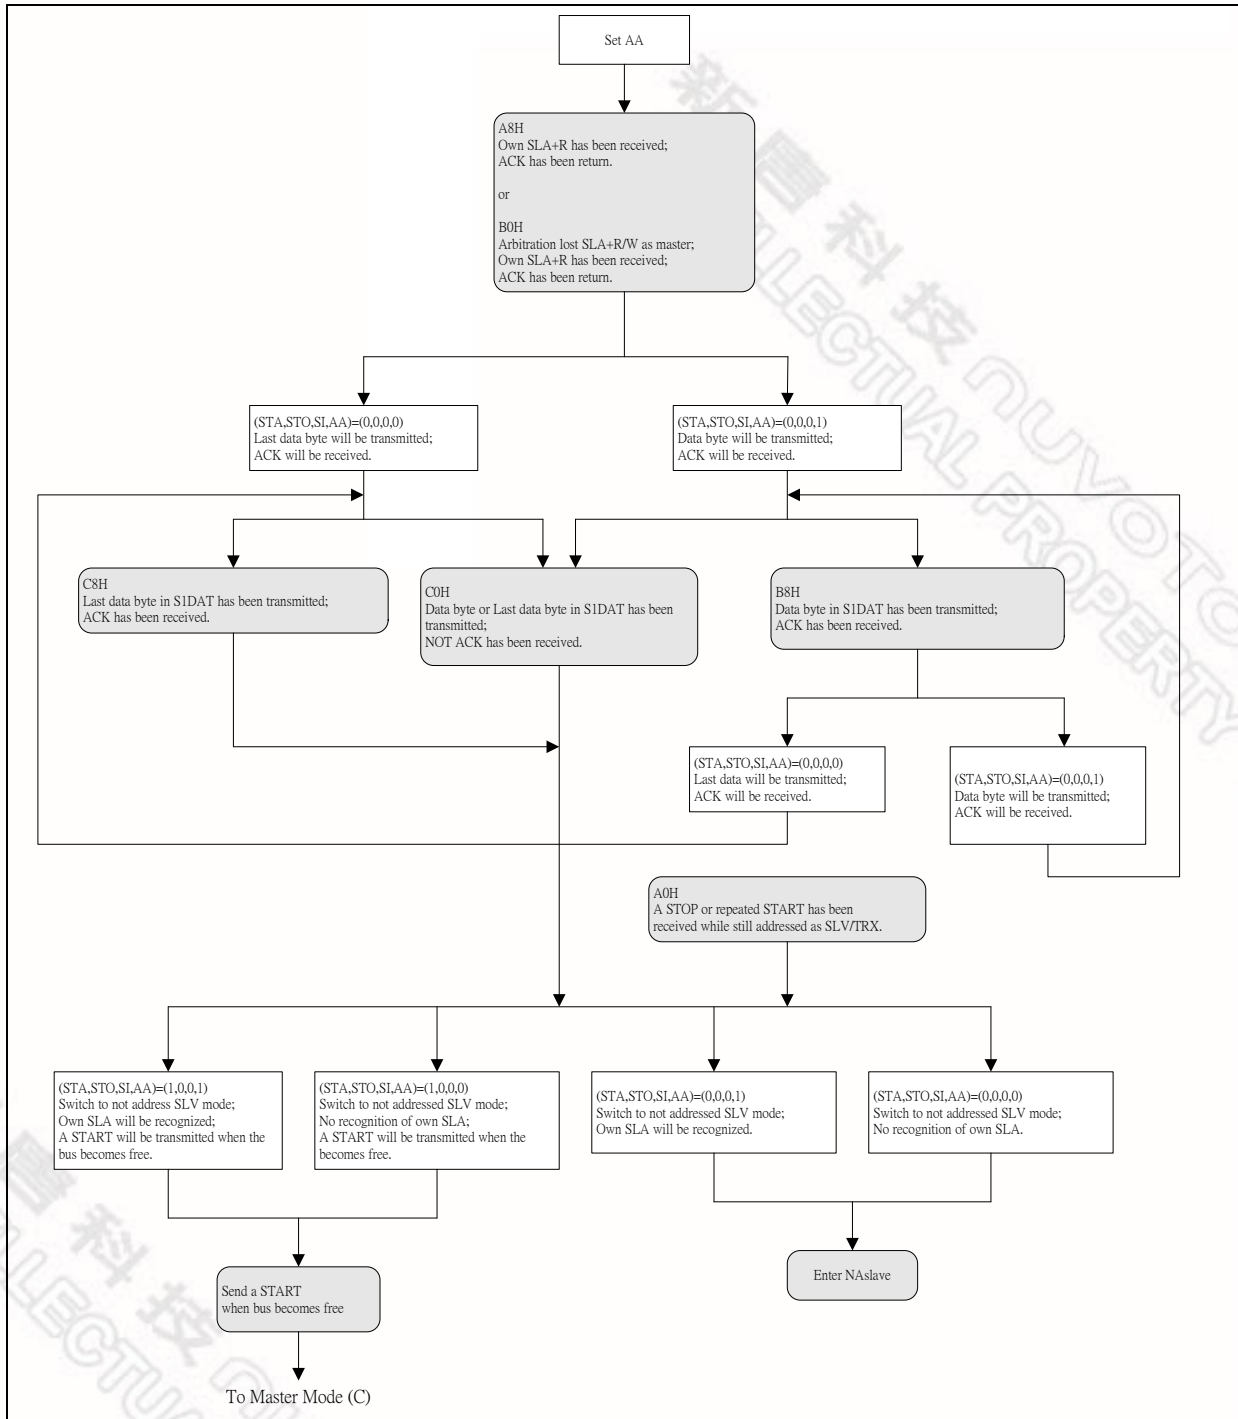 Set AA
A8H
Own SLA+R has been received;
ACK has been return.
or
B0H
Arbitration lost SLA+R/W as master;
Own SLA+R has been received;
ACK has been return.
(STA,STO,SI,AA)=(0,0,0,0)
Last data byte will be transmitted;
ACK will be received.
(STA,STO,SI,AA)=(0,0,0,1)
Data byte will be transmitted;
ACK will be received.
C8H
Last data byte in S1DAT has been transmitted;
ACK has been received.
C0H
Data byte or Last data byte in S1DAT has been
transmitted;
NOT ACK has been received.
B8H
Data byte in S1DAT has been transmitted;
ACK has been received.
(STA,STO,SI,AA)=(0,0,0,0)
Last data will be transmitted;
ACK will be received.
(STA,STO,SI,AA)=(0,0,0,1)
Data byte will be transmitted;
ACK will be received.
A0H
A STOP or repeated START has been
received while still addressed as SLV/TRX.
(STA,STO,SI,AA)=(1,0,0,1)
Switch to not address SLV mode;
Own SLA will be recognized;
A START will be transmitted when the
bus becomes free.
(STA,STO,SI,AA)=(1,0,0,0)
Switch to not addressed SLV mode;
No recognition of own SLA;
A START will be transmitted when the
becomes free.
(STA,STO,SI,AA)=(0,0,0,1)
Switch to not addressed SLV mode;
Own SLA will be recognized.
(STA,STO,SI,AA)=(0,0,0,0)
Switch to not addressed SLV mode;
No recognition of own SLA.
Send a START
when bus becomes free
Enter NAslave
To Master Mode (C)
新唐科技 nuvoTo
LLECTUAL PROPERTY
唐科技 nu
LLECTUA